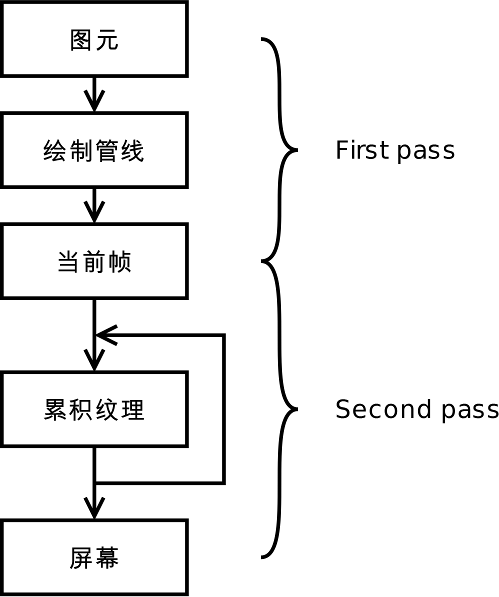 图元
绘制管线
First pass
当前帧
累积纹理
Second pass
屏幕